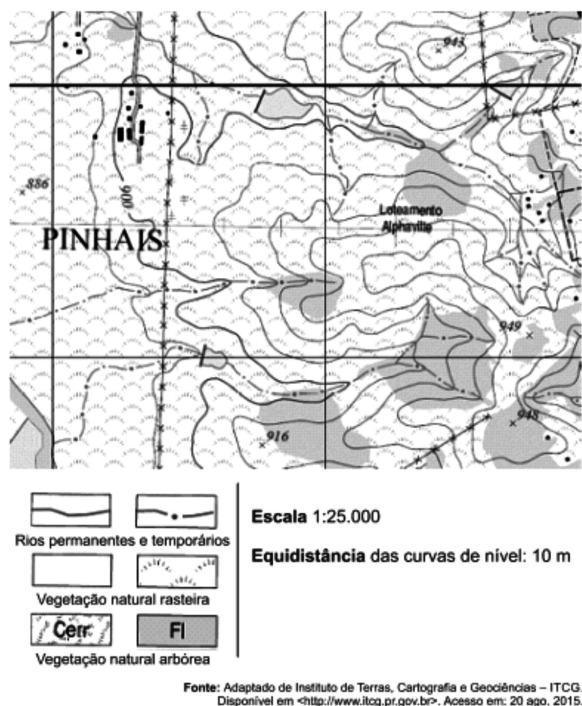 943
886
900
PINHAIS
Loteamento
Alphaville
949
948
916
Rios permanentes e temporários
Vegetação natural rasteira
Cerr
Fl
Vegetação natural arbórea
Escala 1:25.000
Equidistância das curvas de nível: 10 m
Fonte: Adaptado de Instituto de Terras, Cartografia e Geociências – ITCG.
Disponível em <http://www.itcg.pr.gov.br>. Acesso em: 20 ago. 2015.